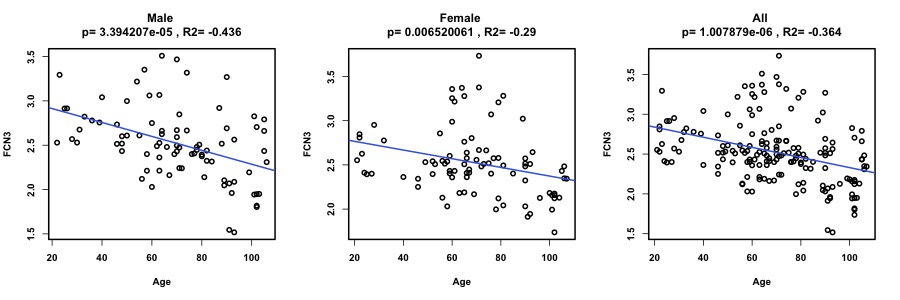 Male
p= 3.394207e-05 , R2= -0.436
FCN3
3.5
3.0
2.5
2.0
1.5
20 40 60 80 100
Age
Female
p= 0.006520061 , R2= -0.29
FCN3
3.5
3.0
2.5
2.0
20 40 60 80 100
Age
All
p= 1.007879e-06 , R2= -0.364
FCN3
3.5
3.0
2.5
2.0
1.5
20 40 60 80 100
Age